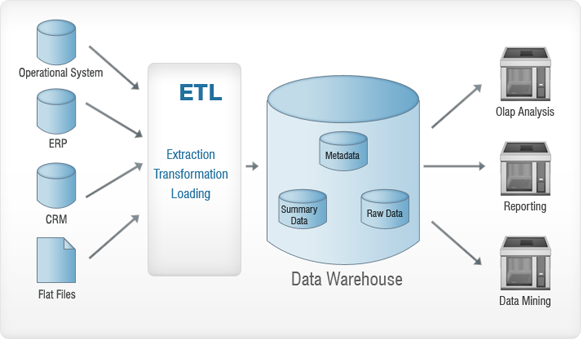 Operational System
ERP
CRM
Flat Files
ETL
Extraction
Transformation
Loading
Metadata
Summary
Data
Raw Data
Data Warehouse
Olap Analysis
Reporting
Data Mining